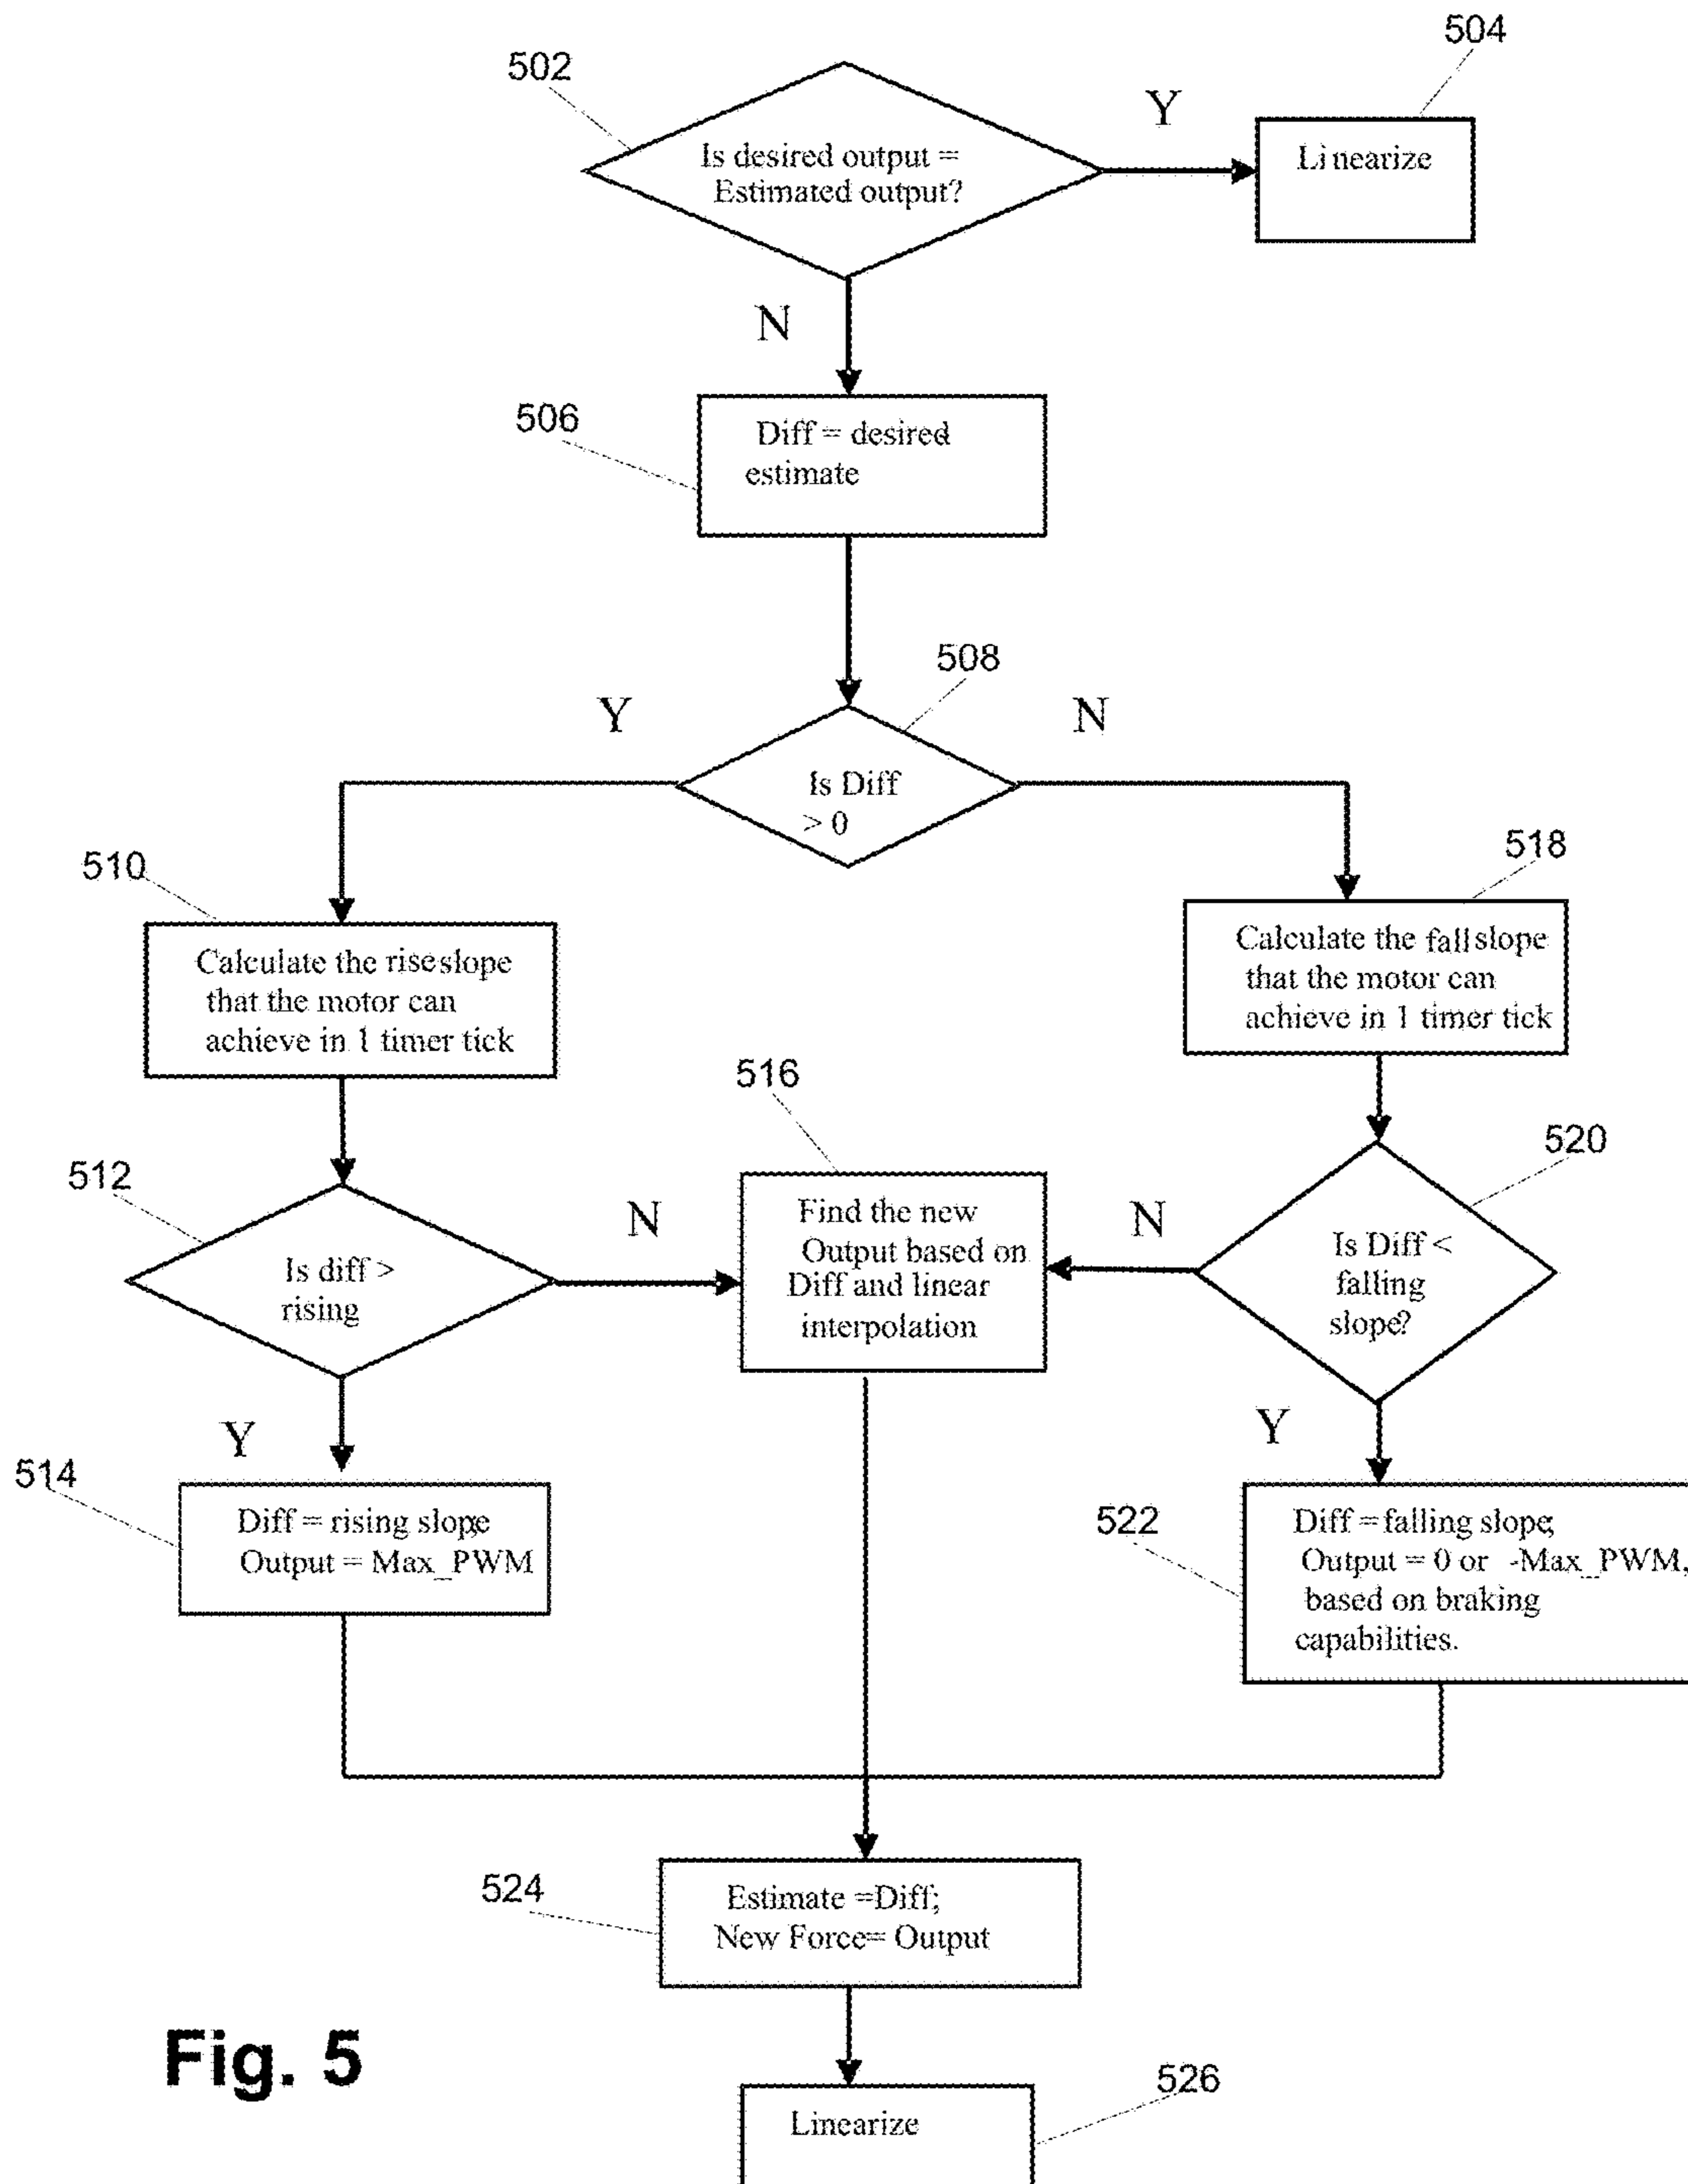 504
502
Y
Is desired output =
Estimated output?
Linearize
N
506
Diff = desired
estimate
508
Y
N
Is Diff
> 0
510
518
Calculate the rise slope
that the motor can
achieve in 1 timer tick
Calculate the fall slope
that the motor can
achieve in 1 timer tick
516
520
512
N
N
Find the new
Output based on
Diff and linear
interpolation
Is diff >
rising
Is Diff <
falling
slope?
Y
Y
514
Diff = rising slope;
Output = Max_PWM
522
Diff =falling slope;
Output = 0 or -Max_PWM,
based on braking
capabilities.
524
Estimate =Diff;
New Force= Output
Fig. 5
526
Linearize